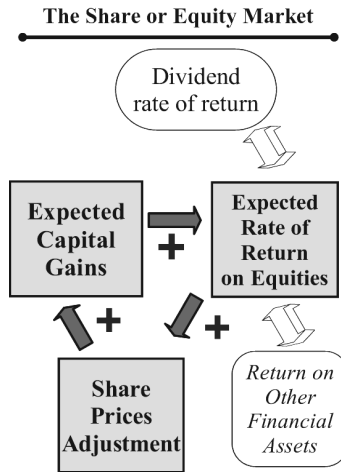 The Share or Equity Market
Dividend
rate of return
Expected
Capital
Gains
+
Expected
Rate of
Return
on Equities
+
+
Share
Prices
Adjustment
Return on
Other
Financial
Assets